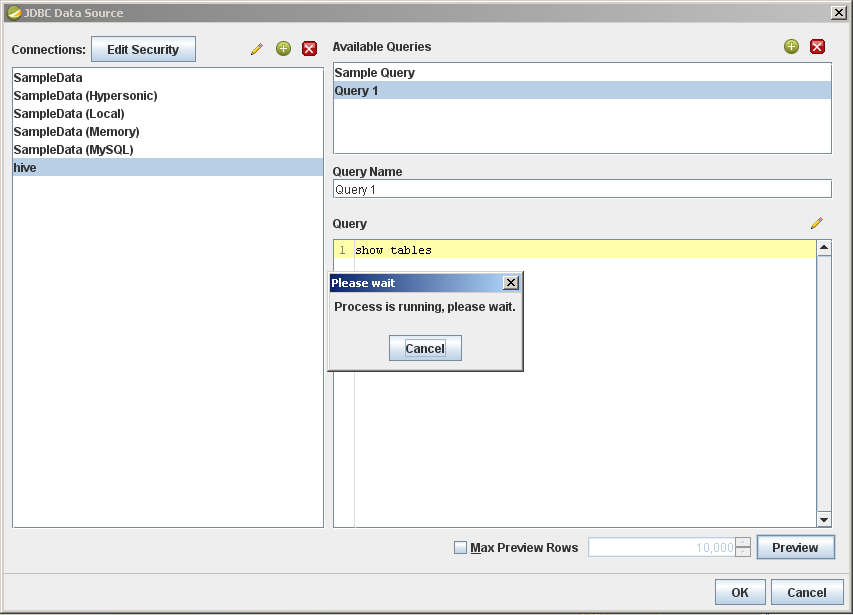 JDBC Data Source
Connections:
Edit Security
SampleData
SampleData (Hypersonic)
SampleData (Local)
SampleData (Memory)
SampleData (MySQL)
hive
Available Queries
Sample Query
Query 1
Query Name
Query 1
Query
1 show tables
Please wait
Process is running, please wait.
Cancel
Max Preview Rows
10,000
Preview
OK
Cancel